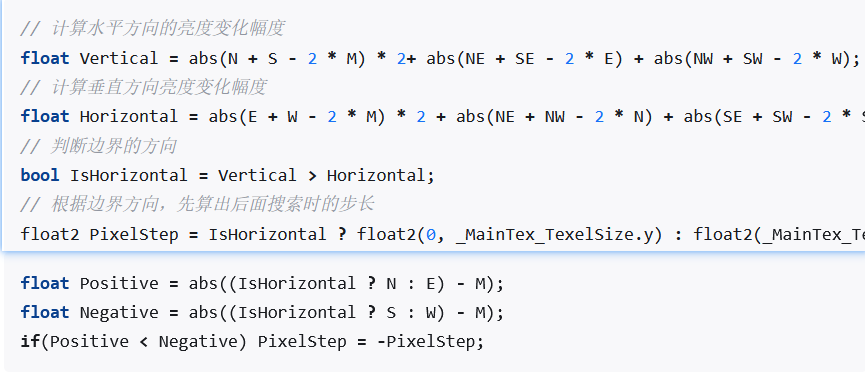 // 计算水平方向的亮度变化幅度
float Vertical = abs(N + S - 2 * M) * 2+ abs(NE + SE - 2 * E) + abs(NW + SW - 2 * W);
// 计算垂直方向亮度变化幅度
float Horizontal = abs(E + W - 2 * M) * 2 + abs(NE + NW - 2 * N) + abs(SE + SW - 2 *
// 判断边界的方向
bool IsHorizontal = Vertical > Horizontal;
// 根据边界方向，先算出后面搜索时的步长
float2 PixelStep = IsHorizontal ? float2(0, _MainTex_TexelSize.y) : float2(_MainTex_Te
float Positive = abs((IsHorizontal ? N : E) - M);
float Negative = abs((IsHorizontal ? S : W) - M);
if(Positive < Negative) PixelStep = -PixelStep;